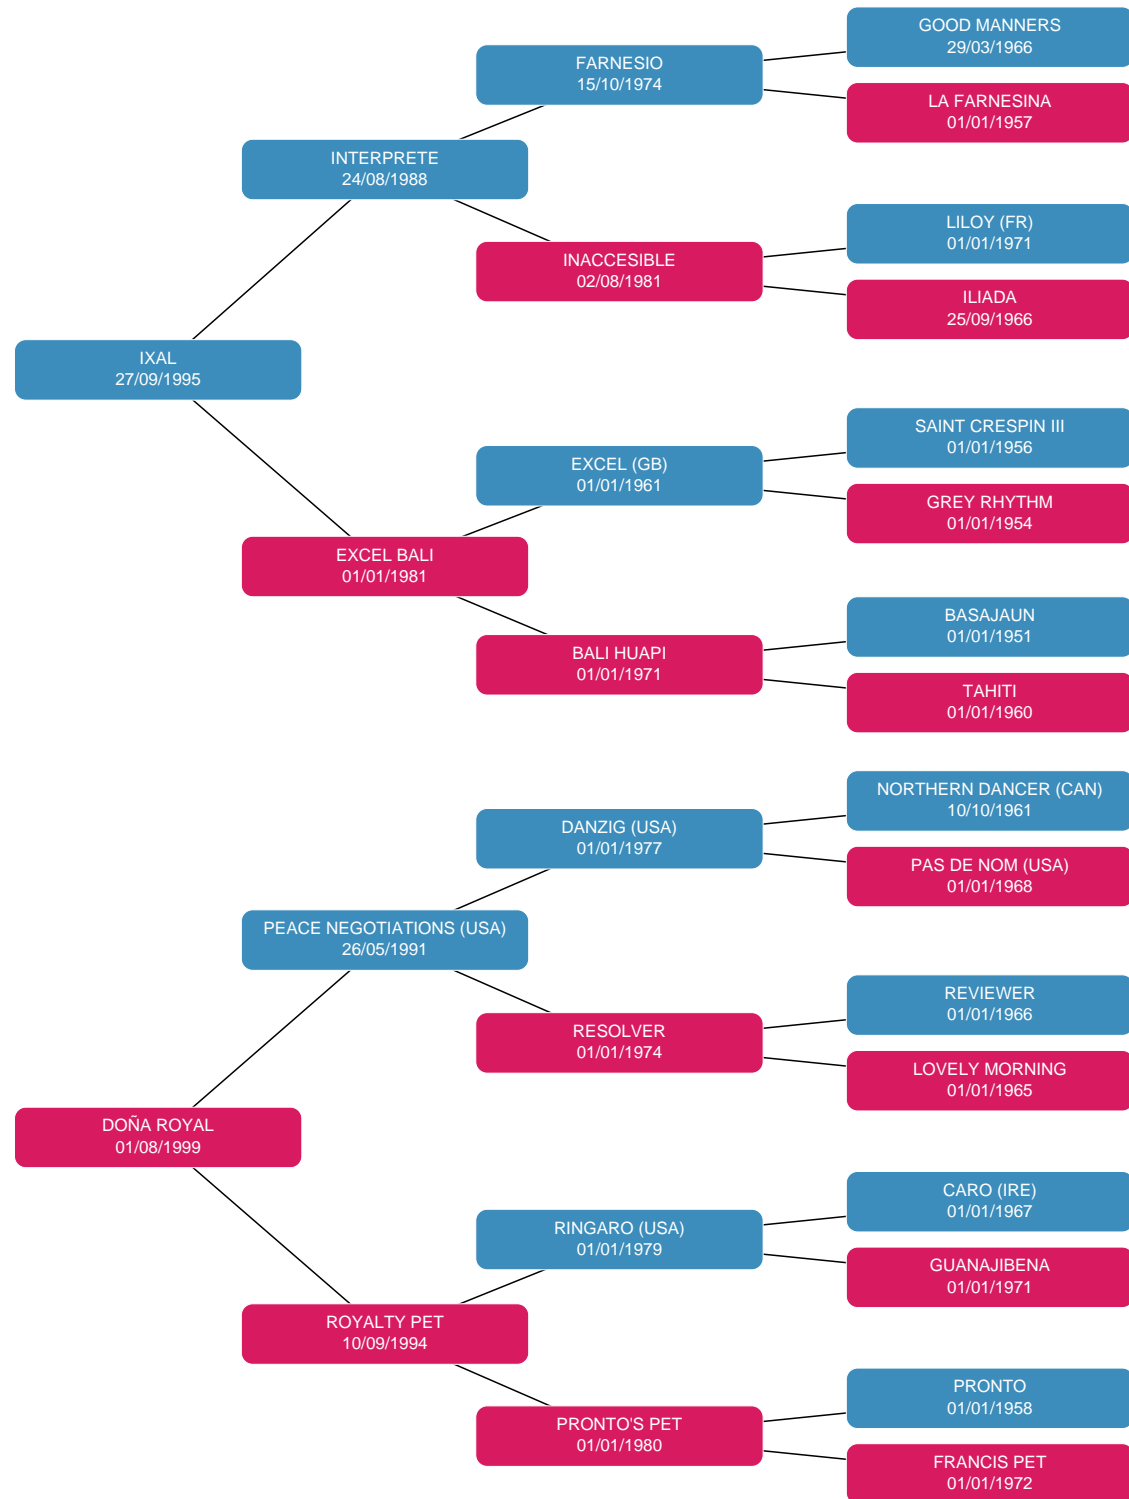 GOOD MANNERS
29/03/1966
FARNESIO
15/10/1974
LA FARNESINA
01/01/1957
INTERPRETE
24/08/1988
LILOY (FR)
01/01/1971
INACCESIBLE
02/08/1981
ILIADA
25/09/1966
IXAL
27/09/1995
SAINT CRESPIN III
01/01/1956
EXCEL (GB)
01/01/1961
GREY RHYTHM
01/01/1954
EXCEL BALI
01/01/1981
BASAJAUN
01/01/1951
BALI HUAPI
01/01/1971
TAHITI
01/01/1960
NORTHERN DANCER (CAN)
10/10/1961
DANZIG (USA)
01/01/1977
PAS DE NOM (USA)
01/01/1968
PEACE NEGOTIATIONS (USA)
26/05/1991
REVIEWER
01/01/1966
RESOLVER
01/01/1974
LOVELY MORNING
01/01/1965
DOÑA ROYAL
01/08/1999
CARO (IRE)
01/01/1967
RINGARO (USA)
01/01/1979
GUANAJIBENA
01/01/1971
ROYALTY PET
10/09/1994
PRONTO
01/01/1958
PRONTO'S PET
01/01/1980
FRANCIS PET
01/01/1972